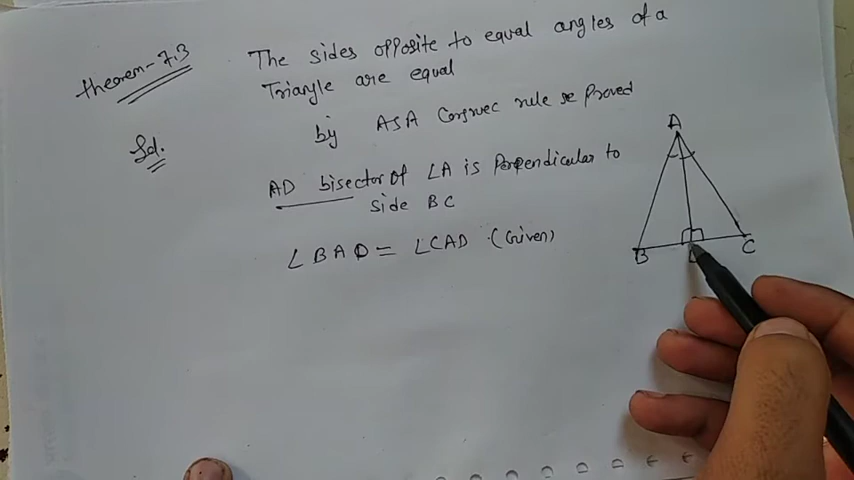 theorem-7.3
The sides opposite to equal angles of a
Triangle are equal
by ASA rule se Proved
Sol.
AD bisector of ∠A is Perpendicular to
side BC
∠BAD = ∠CAD (Given)
A
B
D
C